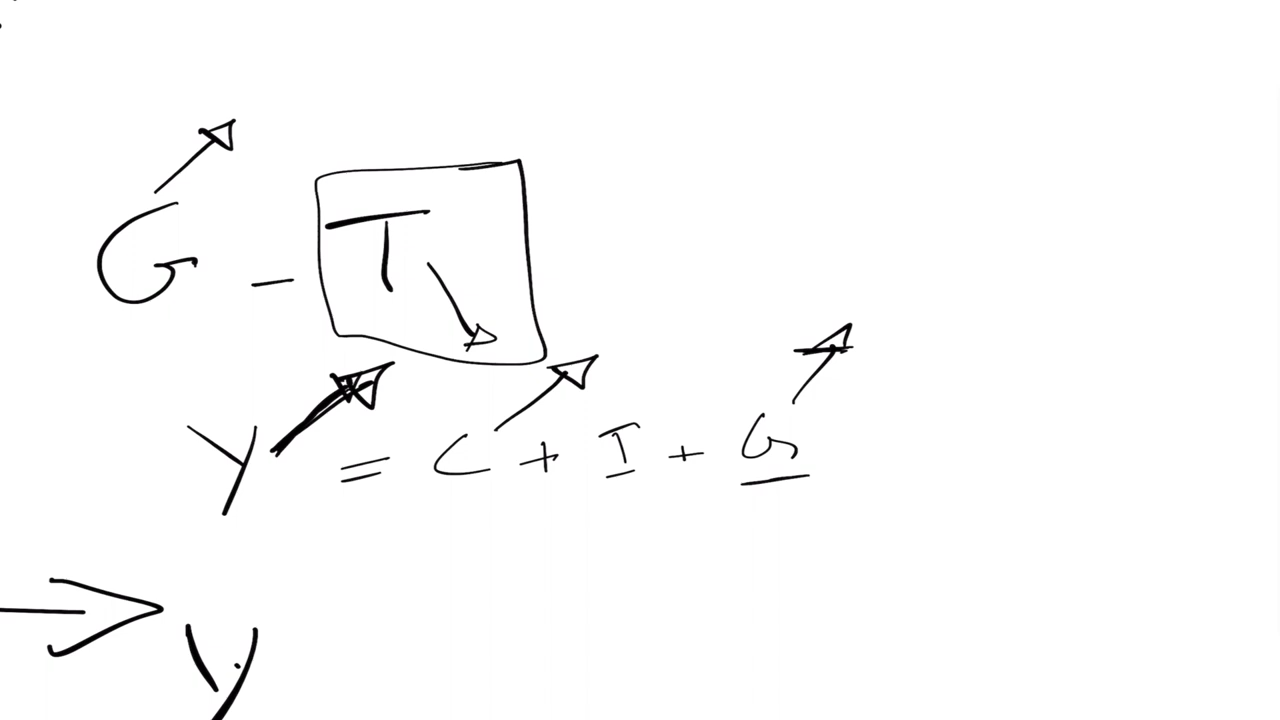 G - T
Y = C + I + G
Y